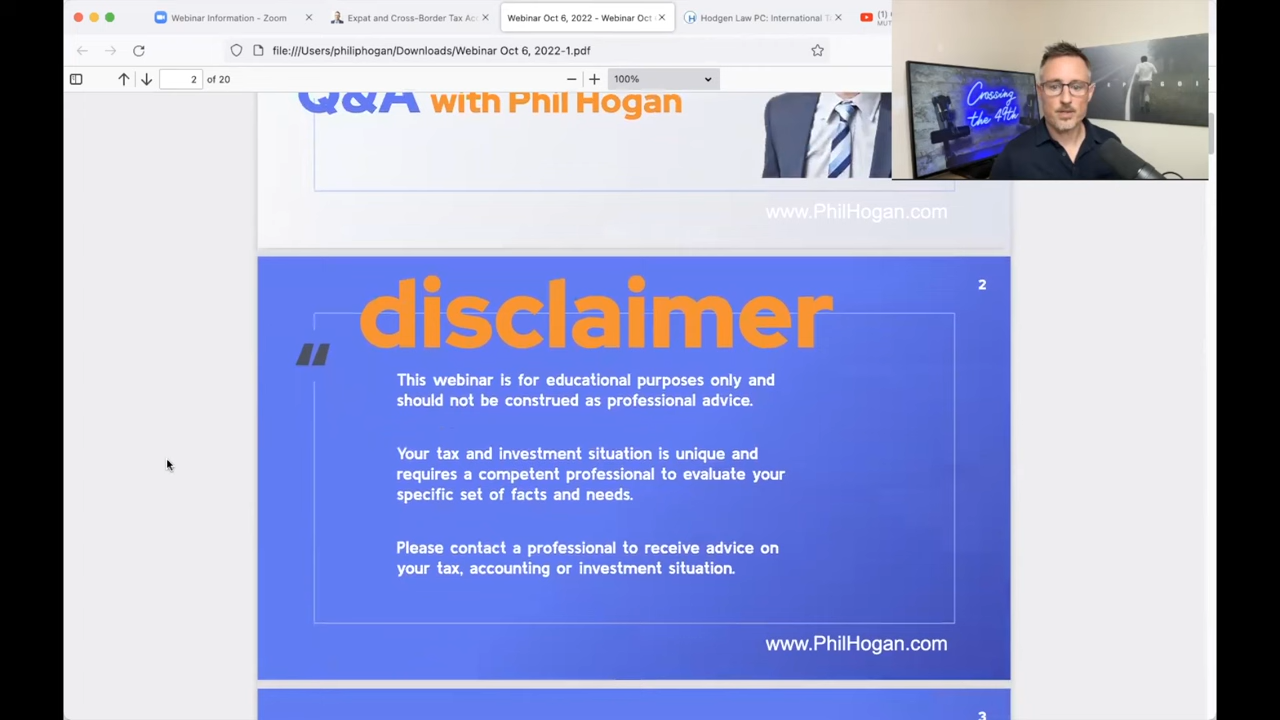 Webinar Information - Zoom
Expat and Cross-Border Tax Ac
Webinar Oct 6, 2022 - Webinar Oct
Hodgen Law PC: International T
(1)
MUT
file:///Users/philiphogan/Downloads/Webinar Oct 6, 2022-1.pdf
2 of 20
100%
Q&A with Phil Hogan
www.PhilHogan.com
Crossing
the 49th
2
disclaimer
This webinar is for educational purposes only and
should not be construed as professional advice.
Your tax and investment situation is unique and
requires a competent professional to evaluate your
specific set of facts and needs.
Please contact a professional to receive advice on
your tax, accounting or investment situation.
www.PhilHogan.com
3